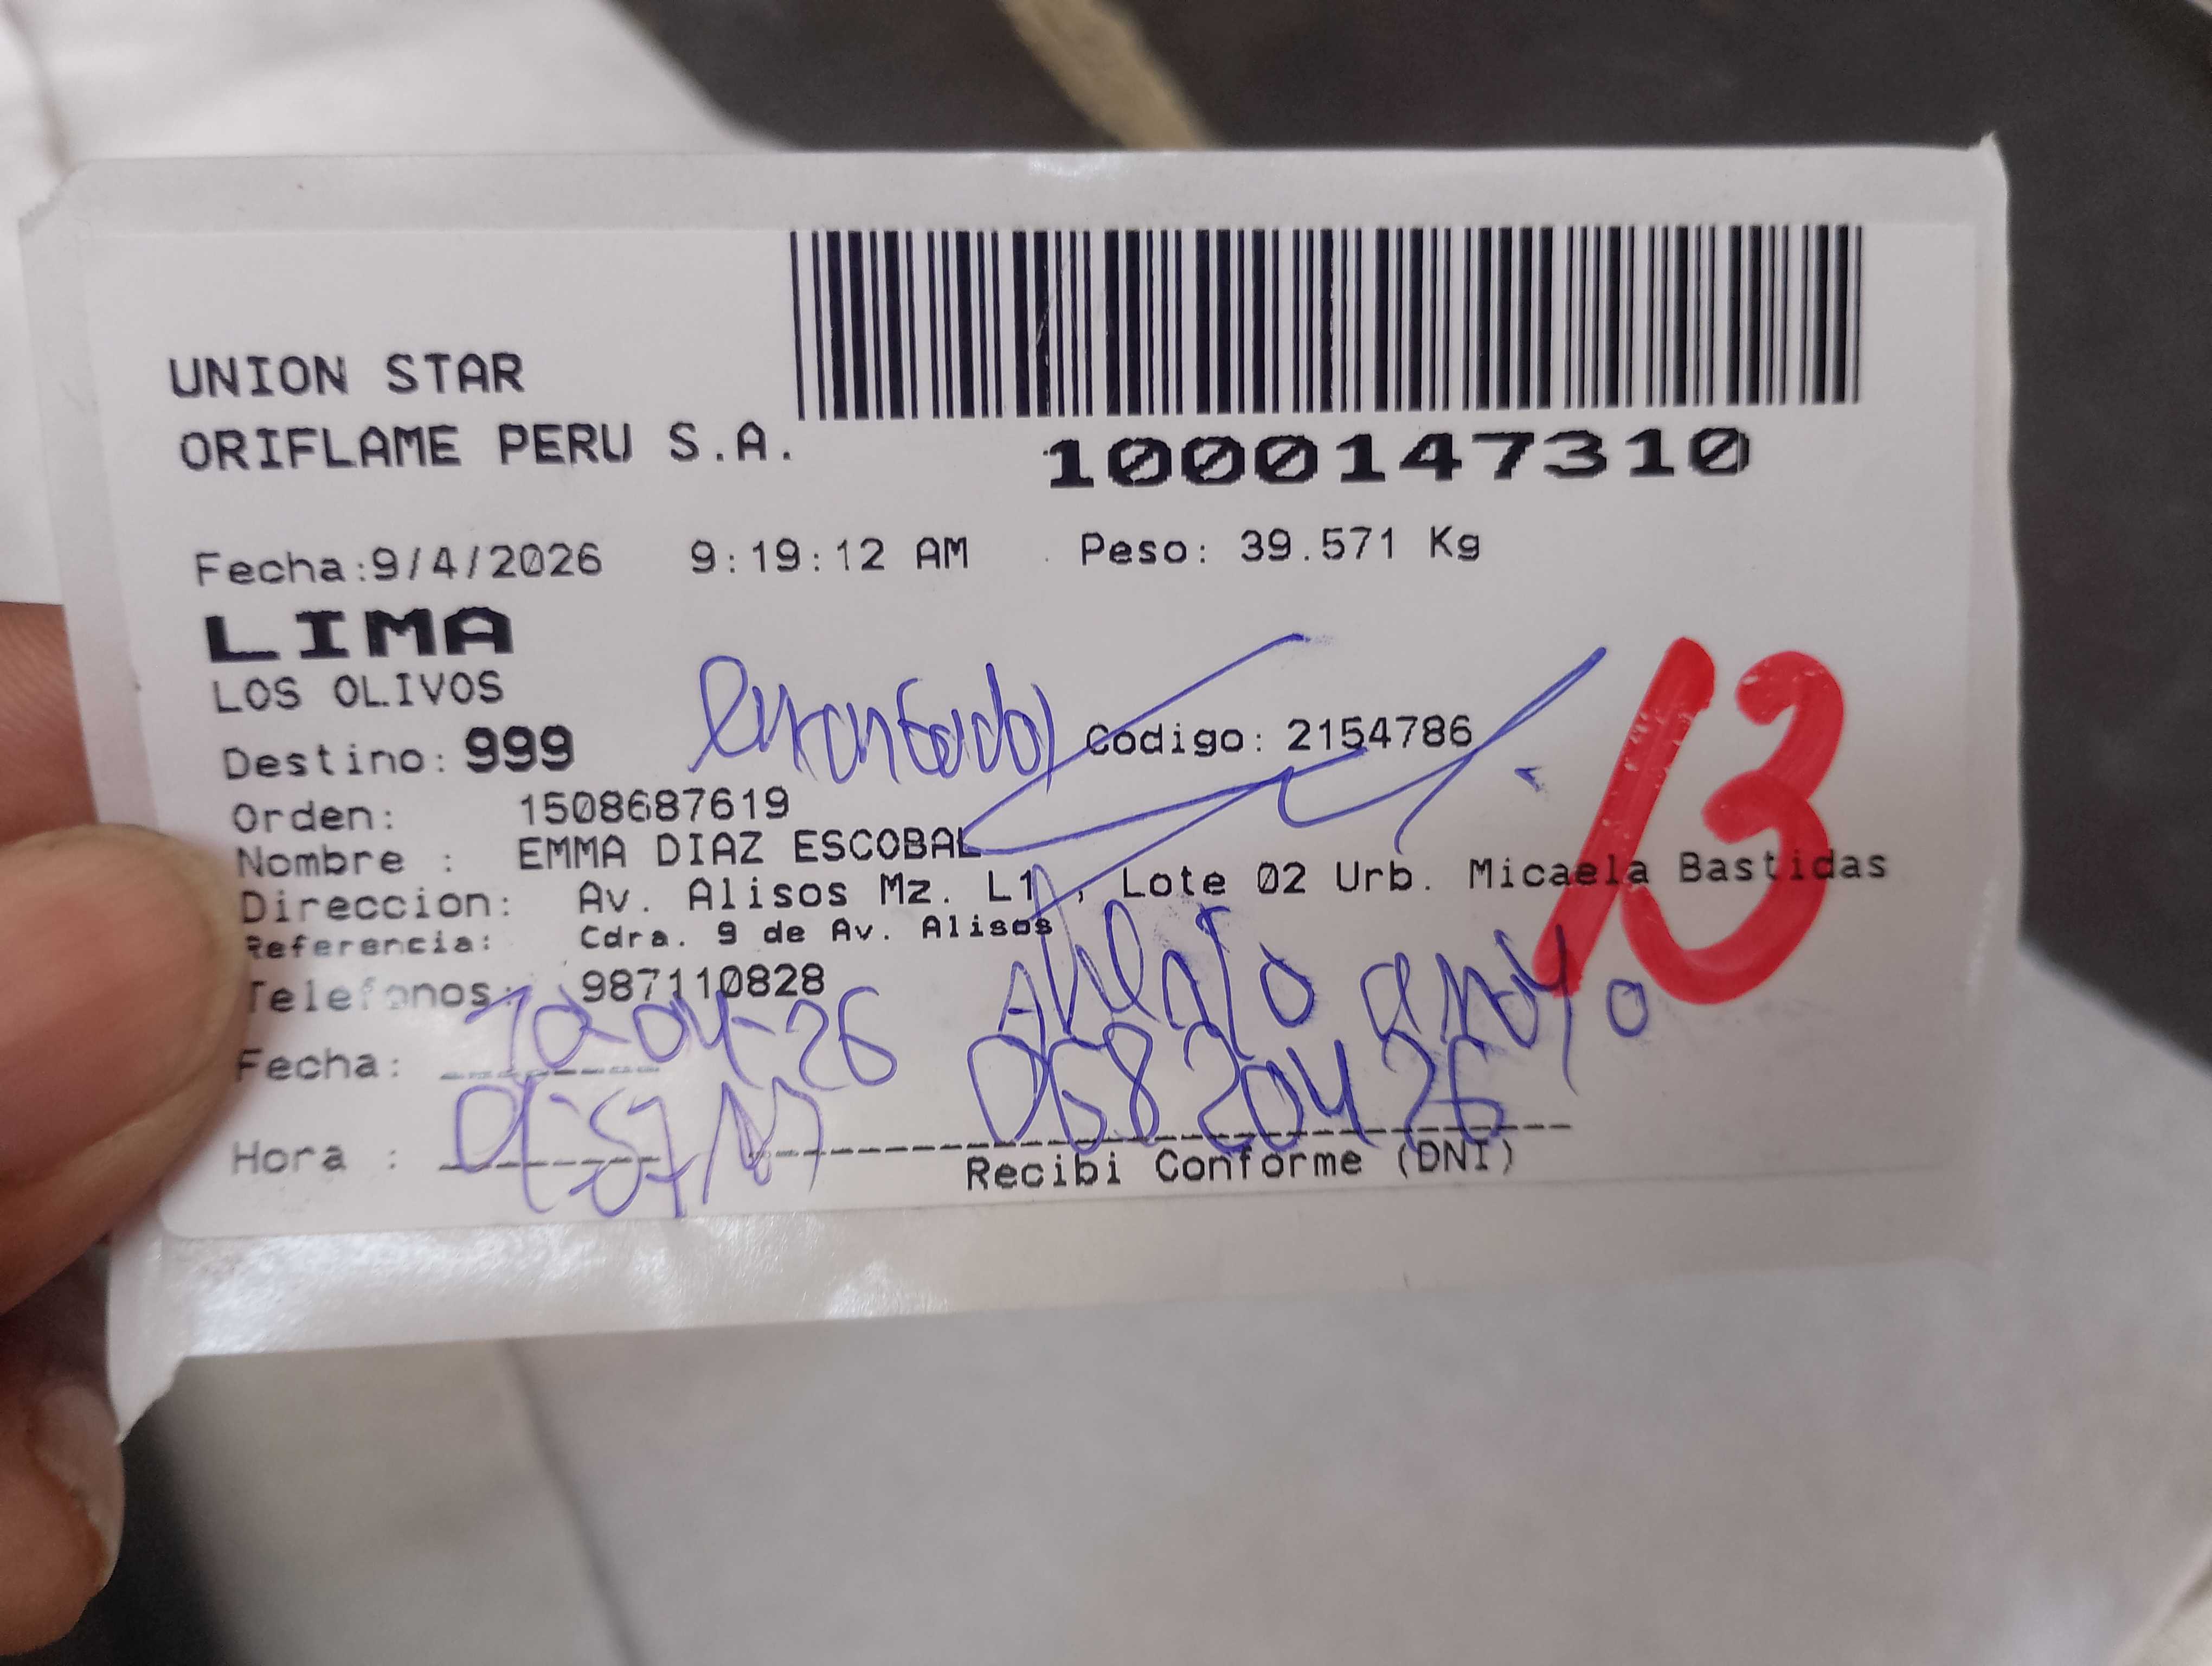 UNION STAR
ORIFLAME PERU S.A.
1000147310
Fecha:9/4/2026 9:19:12 AM Peso: 39.571 Kg
LIMA
LOS OLIVOS
13
Destino: 999 Codigo: 2154786
Orden: 1508687619
Nombre : EMMA DIAZ ESCOBAL
Direccion: Av. Alisos Mz. L1 , Lote 02 Urb. Micaela Bastidas
Referencia: Cdra. 9 de Av. Alisos
Telefonos: 987110828
Fecha: 10-04-26
06820426
Hora :
Recibi Conforme (DNI)